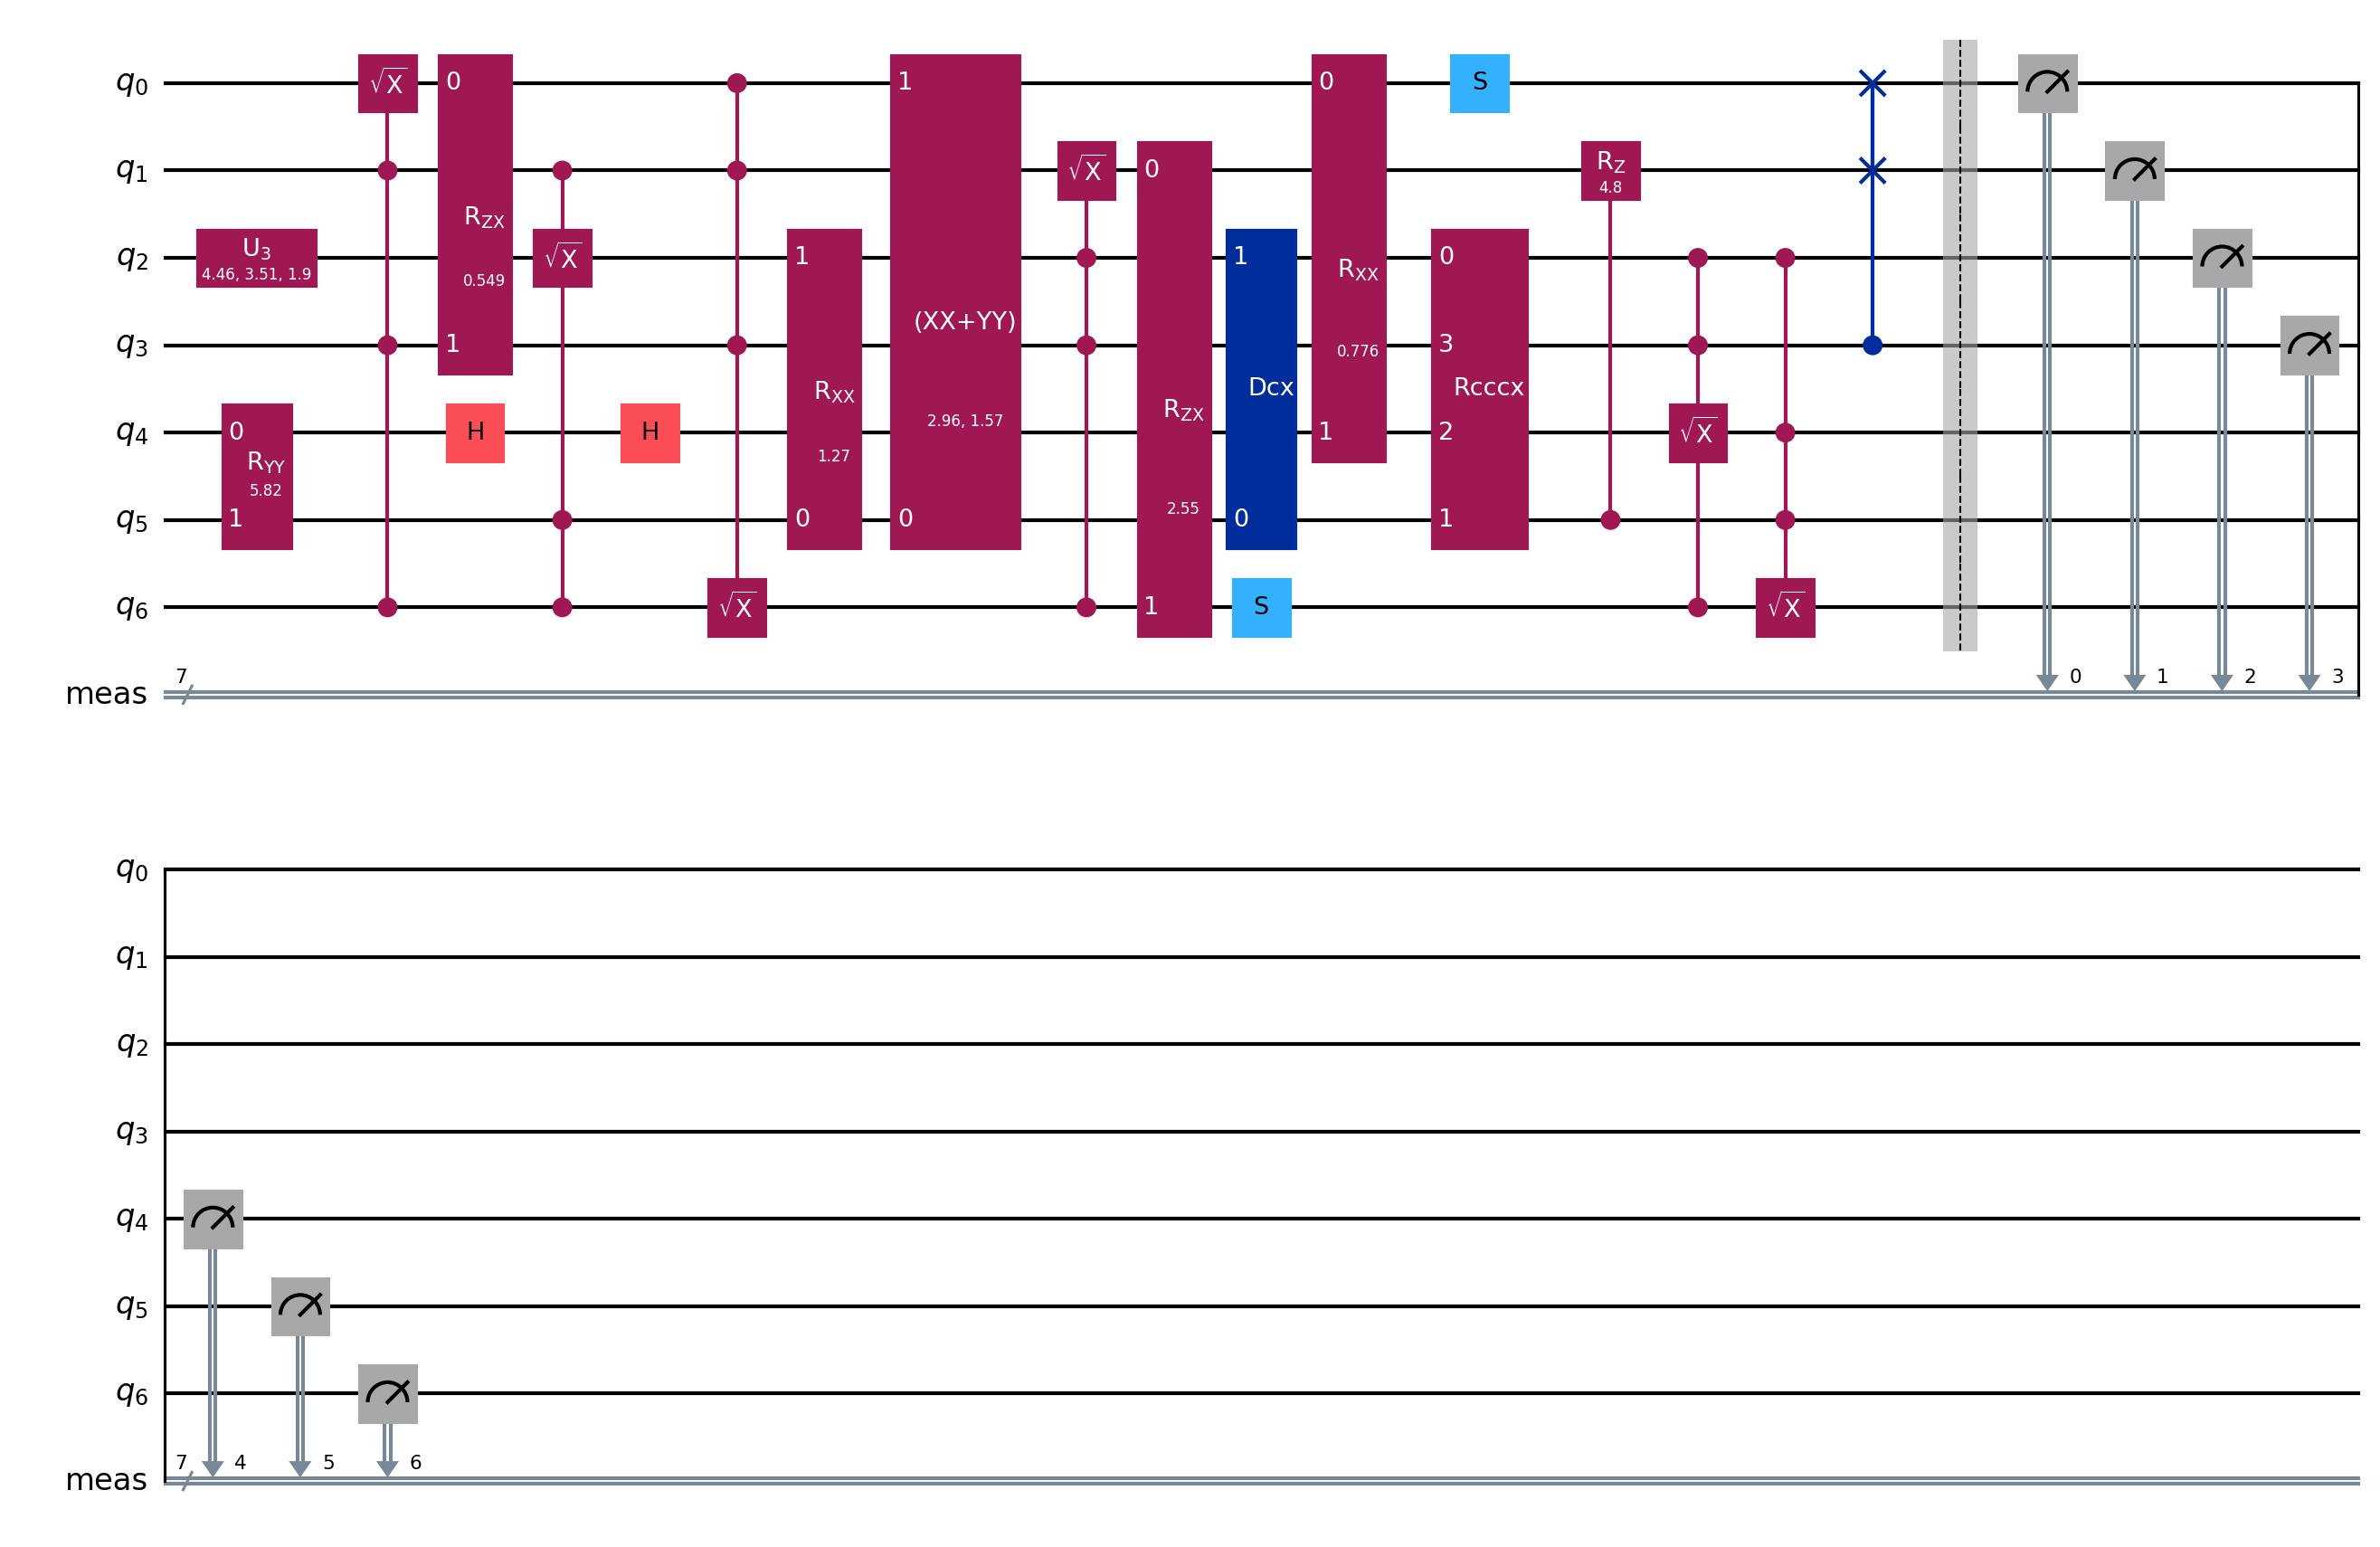 q0 √X 0 1 S
q1 RZX √X 0 RXX 0 RZ 4.8
U3 4.46, 3.51, 1.9
q2 0.549 √X 1 (XX+YY) 1 0.776 0
q3 1 RXX 2.96, 1.57 RZX Dcx Rcccx 3
q4 0 H H 1.27 2.55 1 2 √X
RYY
5.82
q5 1 0 0 0 1
q6 √X 1 S √X
meas 7 0 1 2 3
q0
q1
q2
q3
q4
q5
q6
meas 7 4 5 6